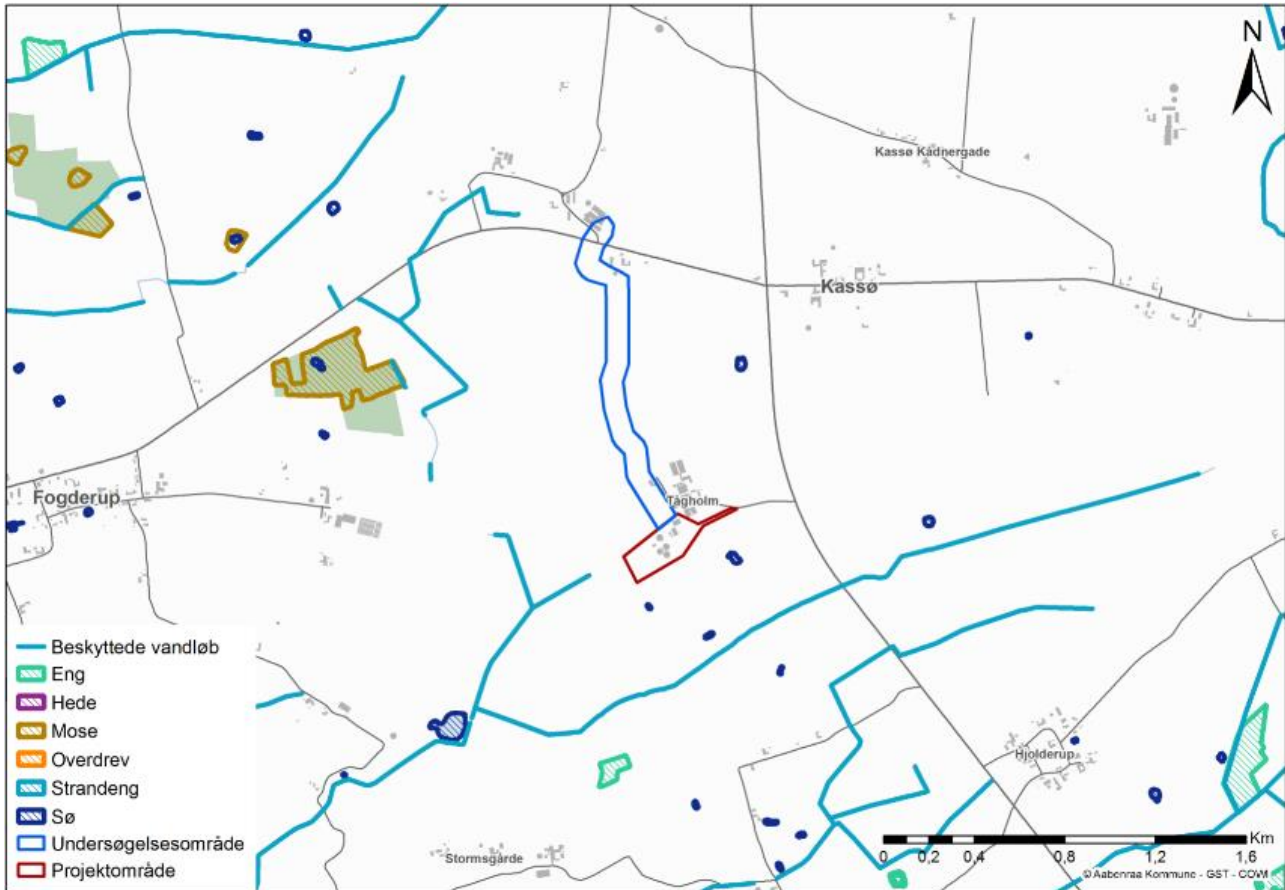 N
Kassø Kådnergade
Kassø
Tågholm
Fogderup
Hjolderup
Stormsgårde
Beskyttede vandløb
Eng
Hede
Mose
Overdrev
Strandeng
Sø
Undersøgelsesområde
Projektområde
Km
0 0,2 0,4 0,8 1,2 1,6
© Aabenraa Kommune - GST - COWI